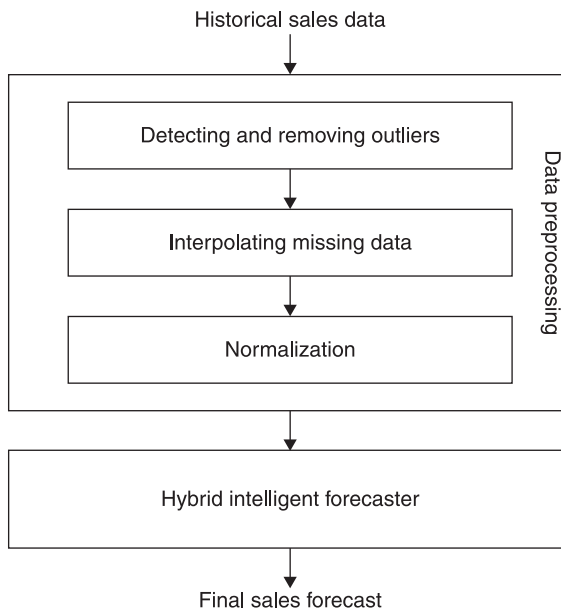 Historical sales data
Detecting and removing outliers
Interpolating missing data
Normalization
Data preprocessing
Hybrid intelligent forecaster
Final sales forecast